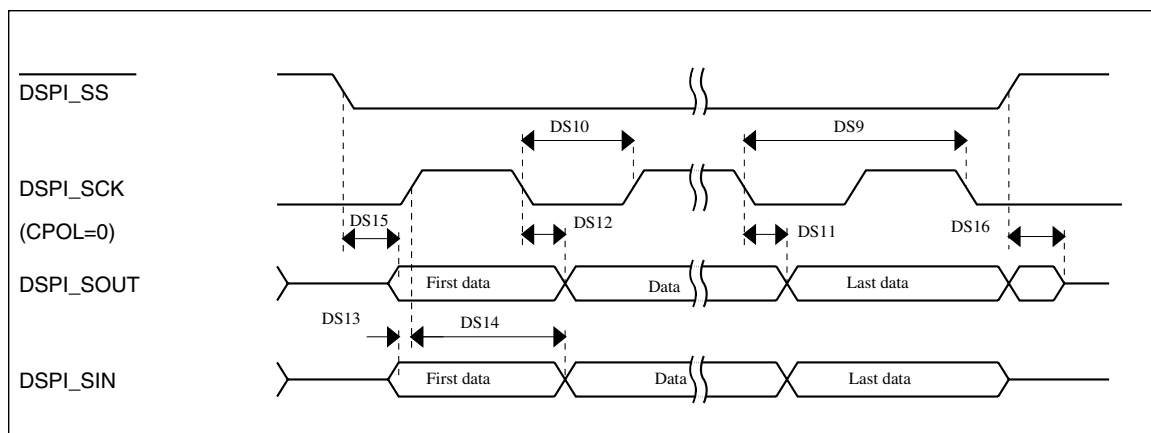 DSPI_SS
DS10
DS9
DSPI_SCK
(CPOL=0)
DS15
DS12
DS11
DS16
DSPI_SOUT
First data
Data
Last data
DS13
DS14
DSPI_SIN
First data
Data
Last data